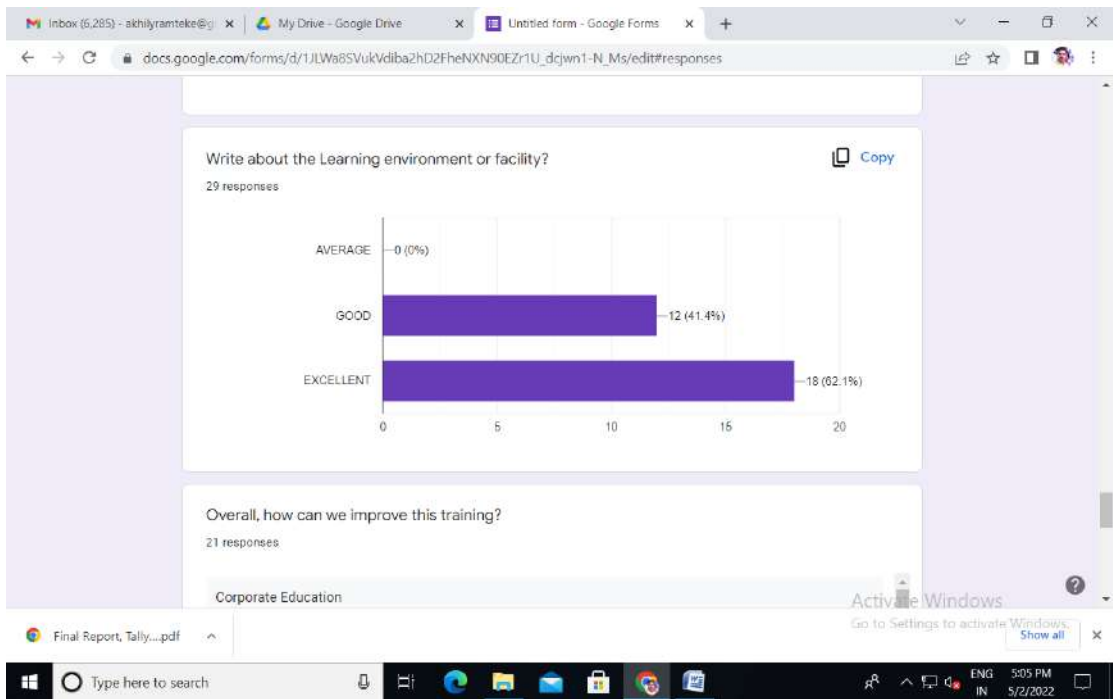 Inbox (6,285) - akhilyramteke@g
My Drive - Google Drive
Untitled form - Google Forms
docs.google.com/forms/d/1JLWa8SVukVdiba2hD2FheNXN90EZr1U_dcjwn1-N_Ms/edit#responses
Write about the Learning environment or facility?
Copy
29 responses
AVERAGE
0 (0%)
GOOD
12 (41.4%)
EXCELLENT
18 (62.1%)
0 5 10 15 20
Overall, how can we improve this training?
21 responses
Corporate Education
Activate Windows
Go to Settings to activate Windows.
Final Report, Tally....pdf
Show all
Type here to search
ENG
IN
5:05 PM
5/2/2022